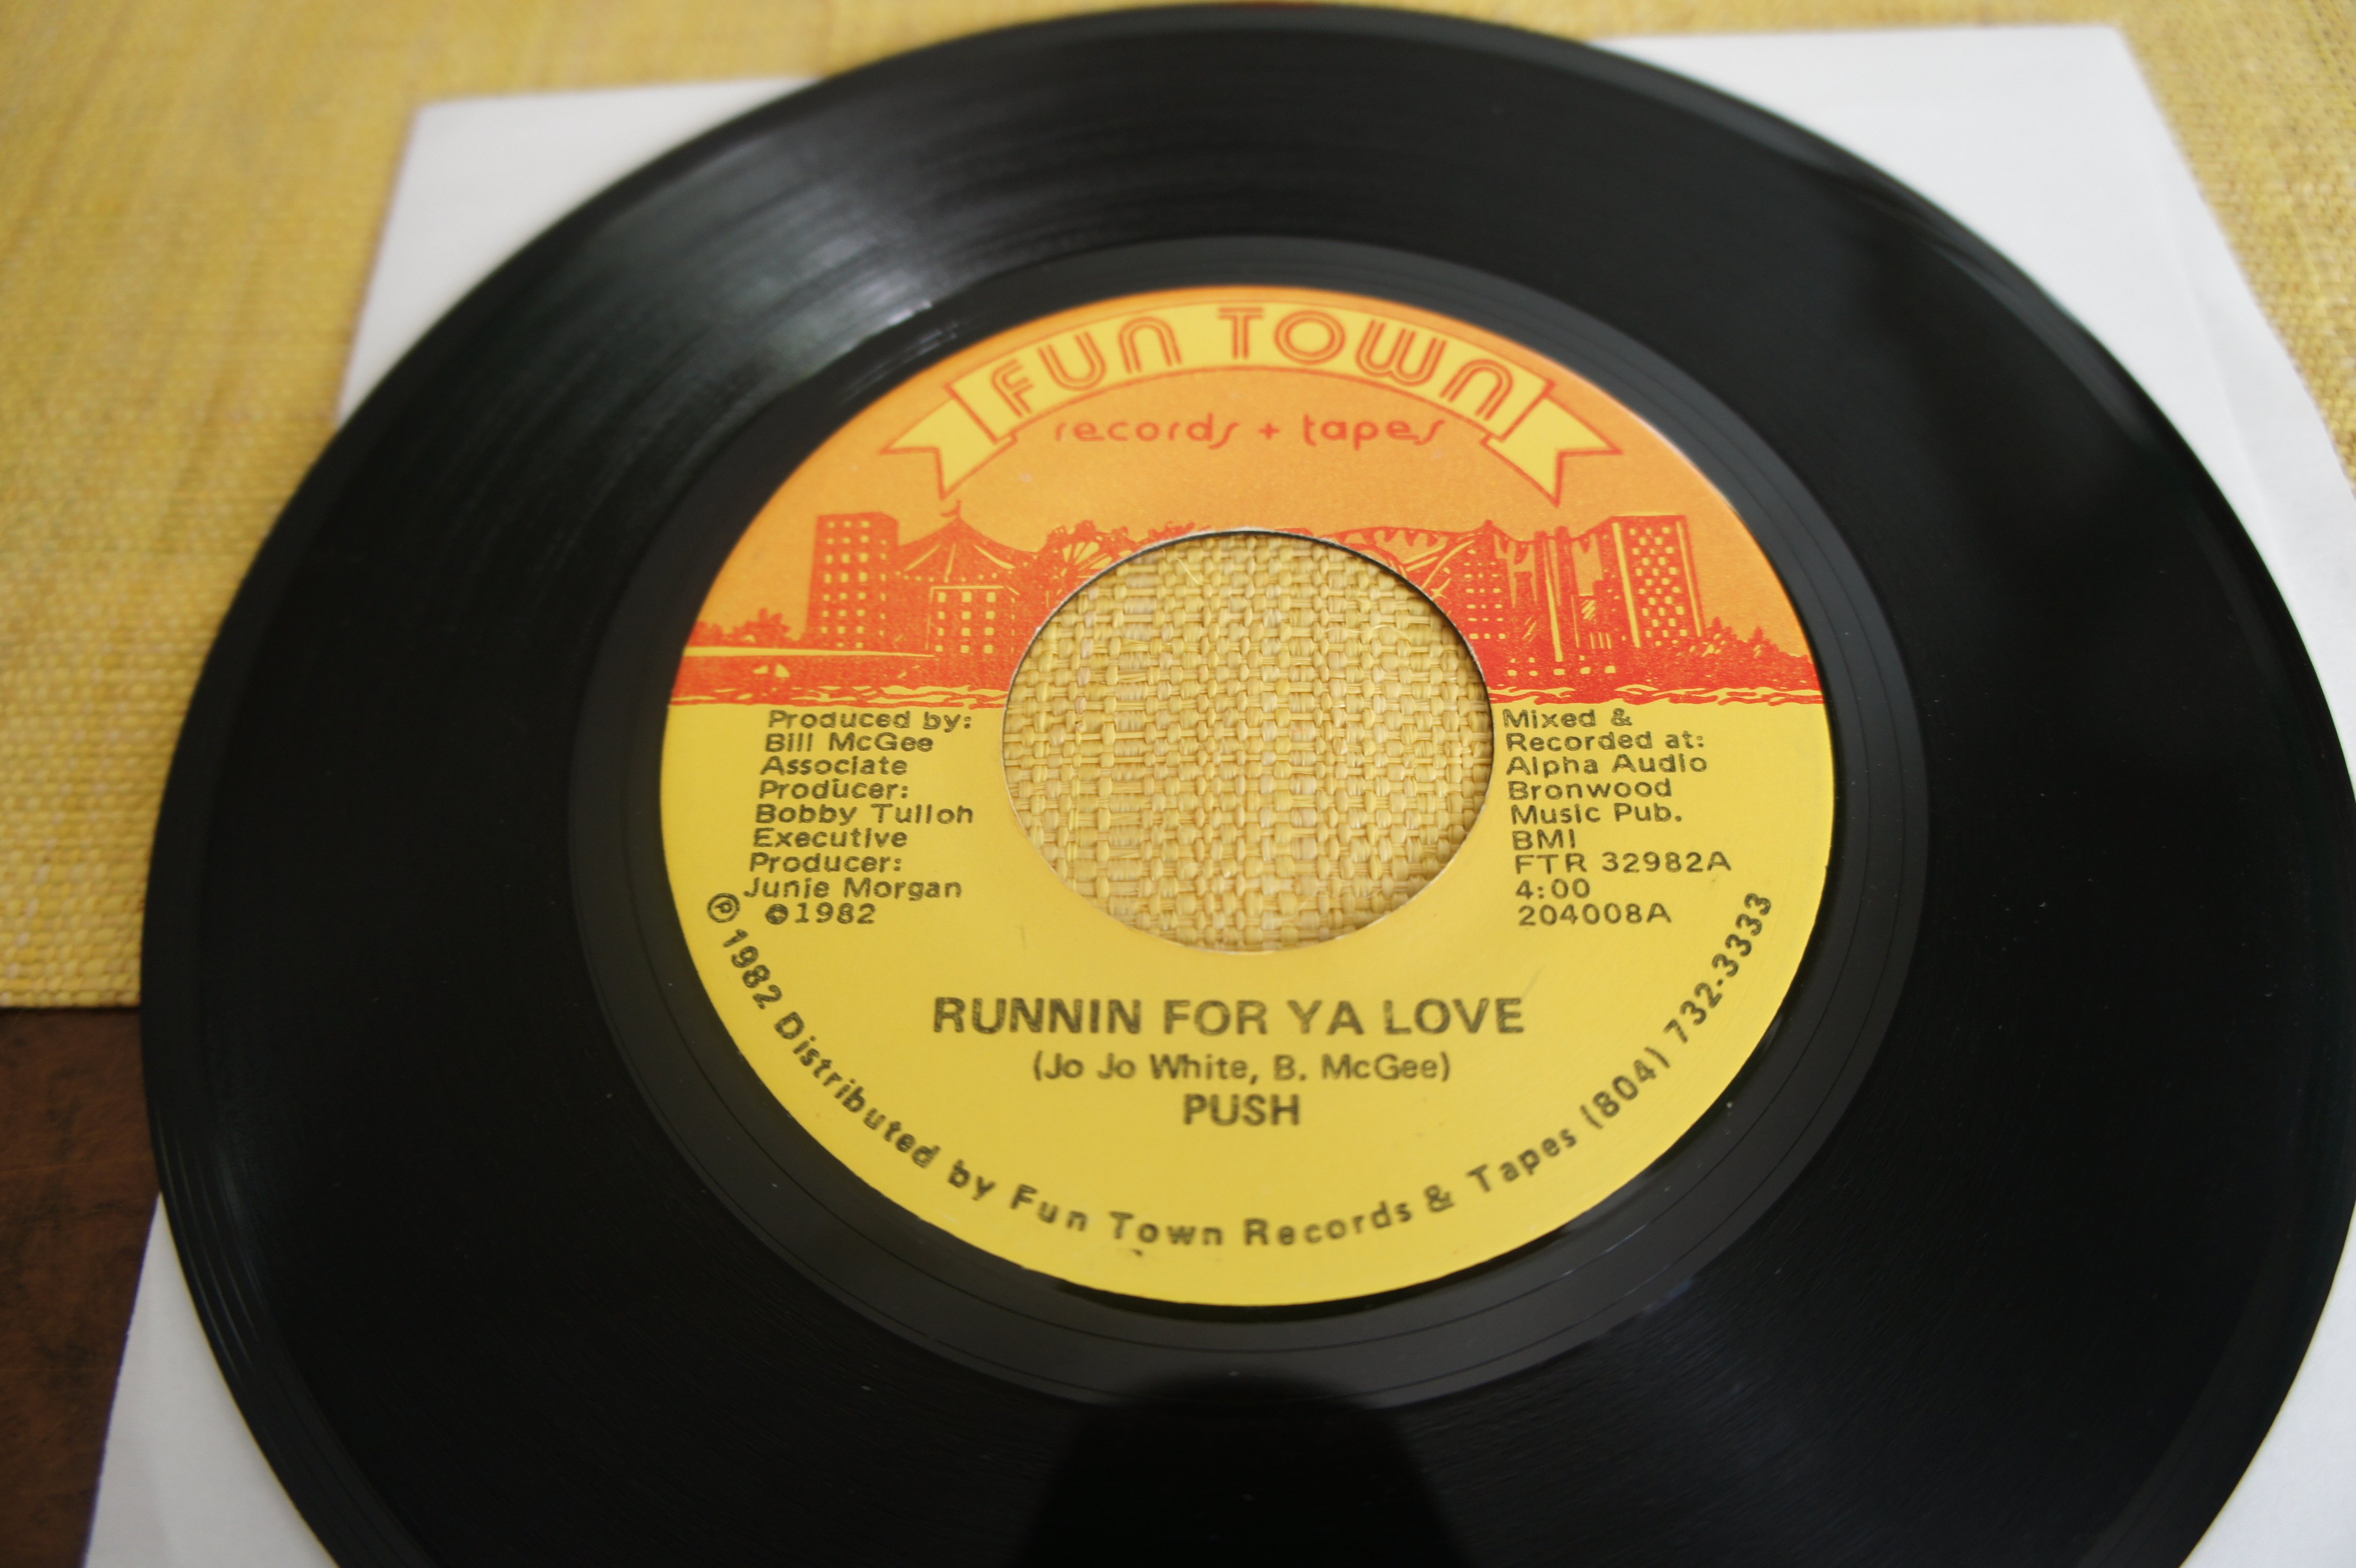 FUN TOWN
records + tapes
Produced by:
Bill McGee
Associate
Producer:
Bobby Tulloh
Executive
Producer:
Junie Morgan
©1982
Mixed &
Recorded at:
Alpha Audio
Bronwood
Music Pub.
BMI
FTR 32982A
4:00
204008A
RUNNIN FOR YA LOVE
(Jo Jo White, B. McGee)
PUSH
℗ 1982 Distributed by Fun Town Records & Tapes (804) 732-3333